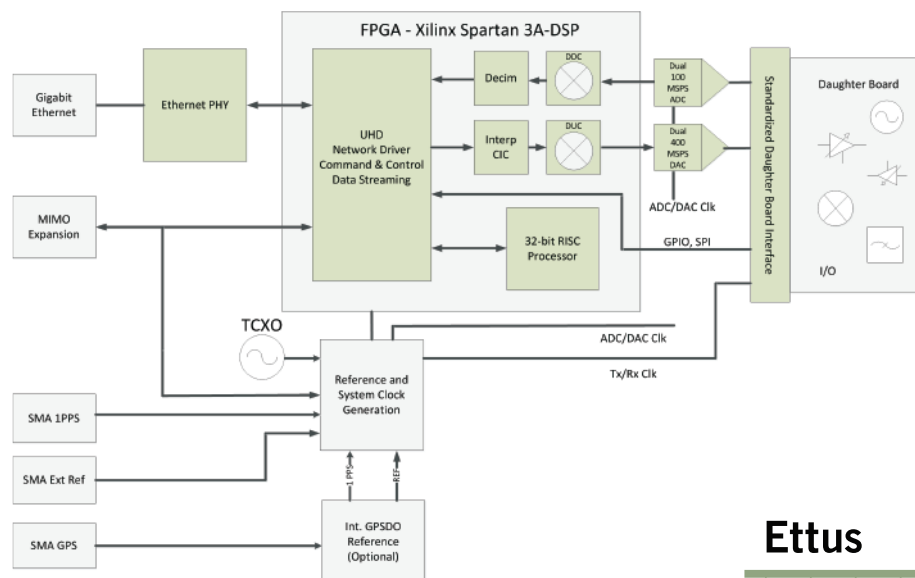 FPGA - Xilinx Spartan 3A-DSP
Gigabit
Ethernet
Ethernet PHY
UHD
Network Driver
Command & Control
Data Streaming
Decim
DDC
Dual
100
MSPS
ADC
Interp
CIC
DUC
Dual
400
MSPS
DAC
ADC/DAC Clk
Standardized Daughter Board Interface
Daughter Board
I/O
MIMO
Expansion
GPIO, SPI
32-bit RISC
Processor
TCXO
ADC/DAC Clk
Tx/Rx Clk
Reference and
System Clock
Generation
SMA 1PPS
SMA Ext Ref
1 PPS
REF
SMA GPS
Int. GPSDO
Reference
(Optional)
Ettus